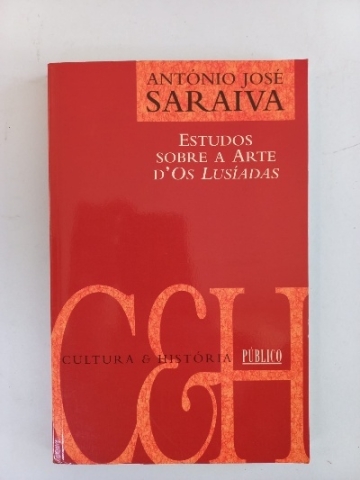 ANTÓNIO JOSÉ
SARAIVA
ESTUDOS
SOBRE A ARTE
D'OS LUSÍADAS
C&H
CULTURA & HISTÓRIA
PÚBLICO